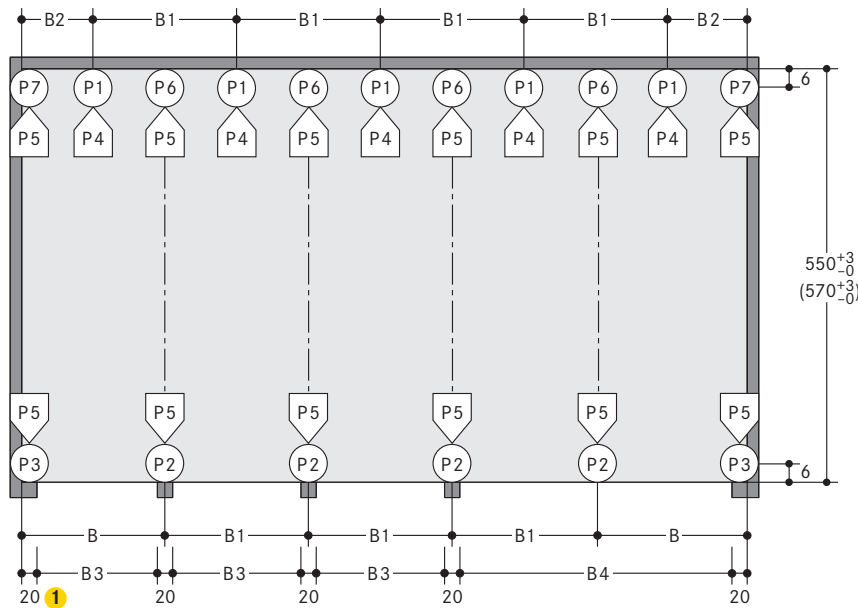 B2 B1 B1 B1 B1 B2
P7 P1 P6 P1 P6 P1 P6 P1 P6 P1 P7
6
P5 P4 P5 P4 P5 P4 P5 P4 P5 P4 P5
550+3−0
(570+3−0)
P5 P5 P5 P5 P5 P5
P3 P2 P2 P2 P2 P3
6
B B1 B1 B1 B
B3 B3 B3 B4
20 1 20 20 20 20